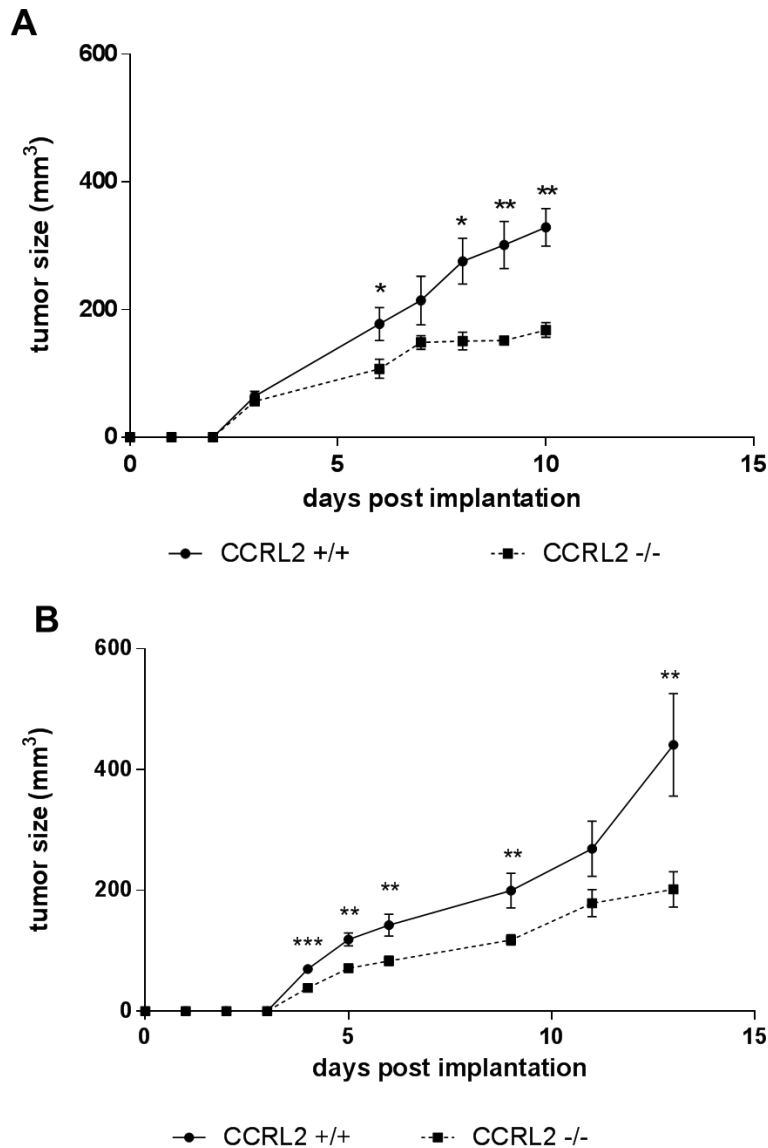 A
600
400
200
0
tumor size (mm³)
*
*
**
**
0 5 10 15
days post implantation
CCRL2 +/+ CCRL2 -/-
B
600
400
200
0
tumor size (mm³)
***
**
**
**
**
0 5 10 15
days post implantation
CCRL2 +/+ CCRL2 -/-